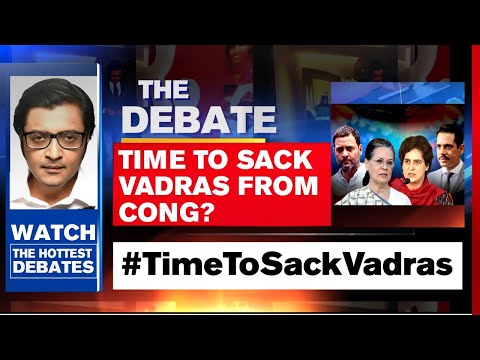 THE
DEBATE
TIME TO SACK
VADRAS FROM
CONG?
WATCH
THE HOTTEST
DEBATES
#TimeToSackVadras